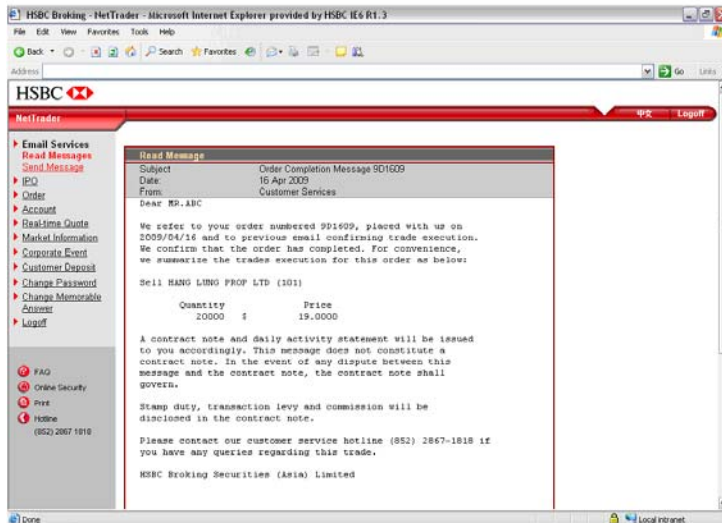 HSBC Broking - NetTrader - Microsoft Internet Explorer provided by HSBC IE6 R1.3
File Edit View Favorites Tools Help
Back Search Favorites
Address Go Links
HSBC
NetTrader 中文 Logoff
Email Services
Read Messages
Send Message
IPO
Order
Account
Real-time Quote
Market Information
Corporate Event
Customer Deposit
Change Password
Change Memorable
Answer
Logoff
FAQ
Online Security
Print
Hotline
(852) 2867 1818
Read Message
Subject Order Completion Message 9D1609
Date: 16 Apr 2009
From: Customer Services
Dear MR.ABC
We refer to your order numbered 9D1609, placed with us on
2009/04/16 and to previous email confirming trade execution.
We confirm that the order has completed. For convenience,
we summarize the trades execution for this order as below:
Sell HANG LUNG PROP LTD (101)
Quantity Price
20000 $ 19.0000
A contract note and daily activity statement will be issued
to you accordingly. This message does not constitute a
contract note. In the event of any dispute between this
message and the contract note, the contract note shall
govern.
Stamp duty, transaction levy and commission will be
disclosed in the contract note.
Please contact our customer service hotline (852) 2867-1818 if
you have any queries regarding this trade.
HSBC Broking Securities (Asia) Limited
Done Local intranet